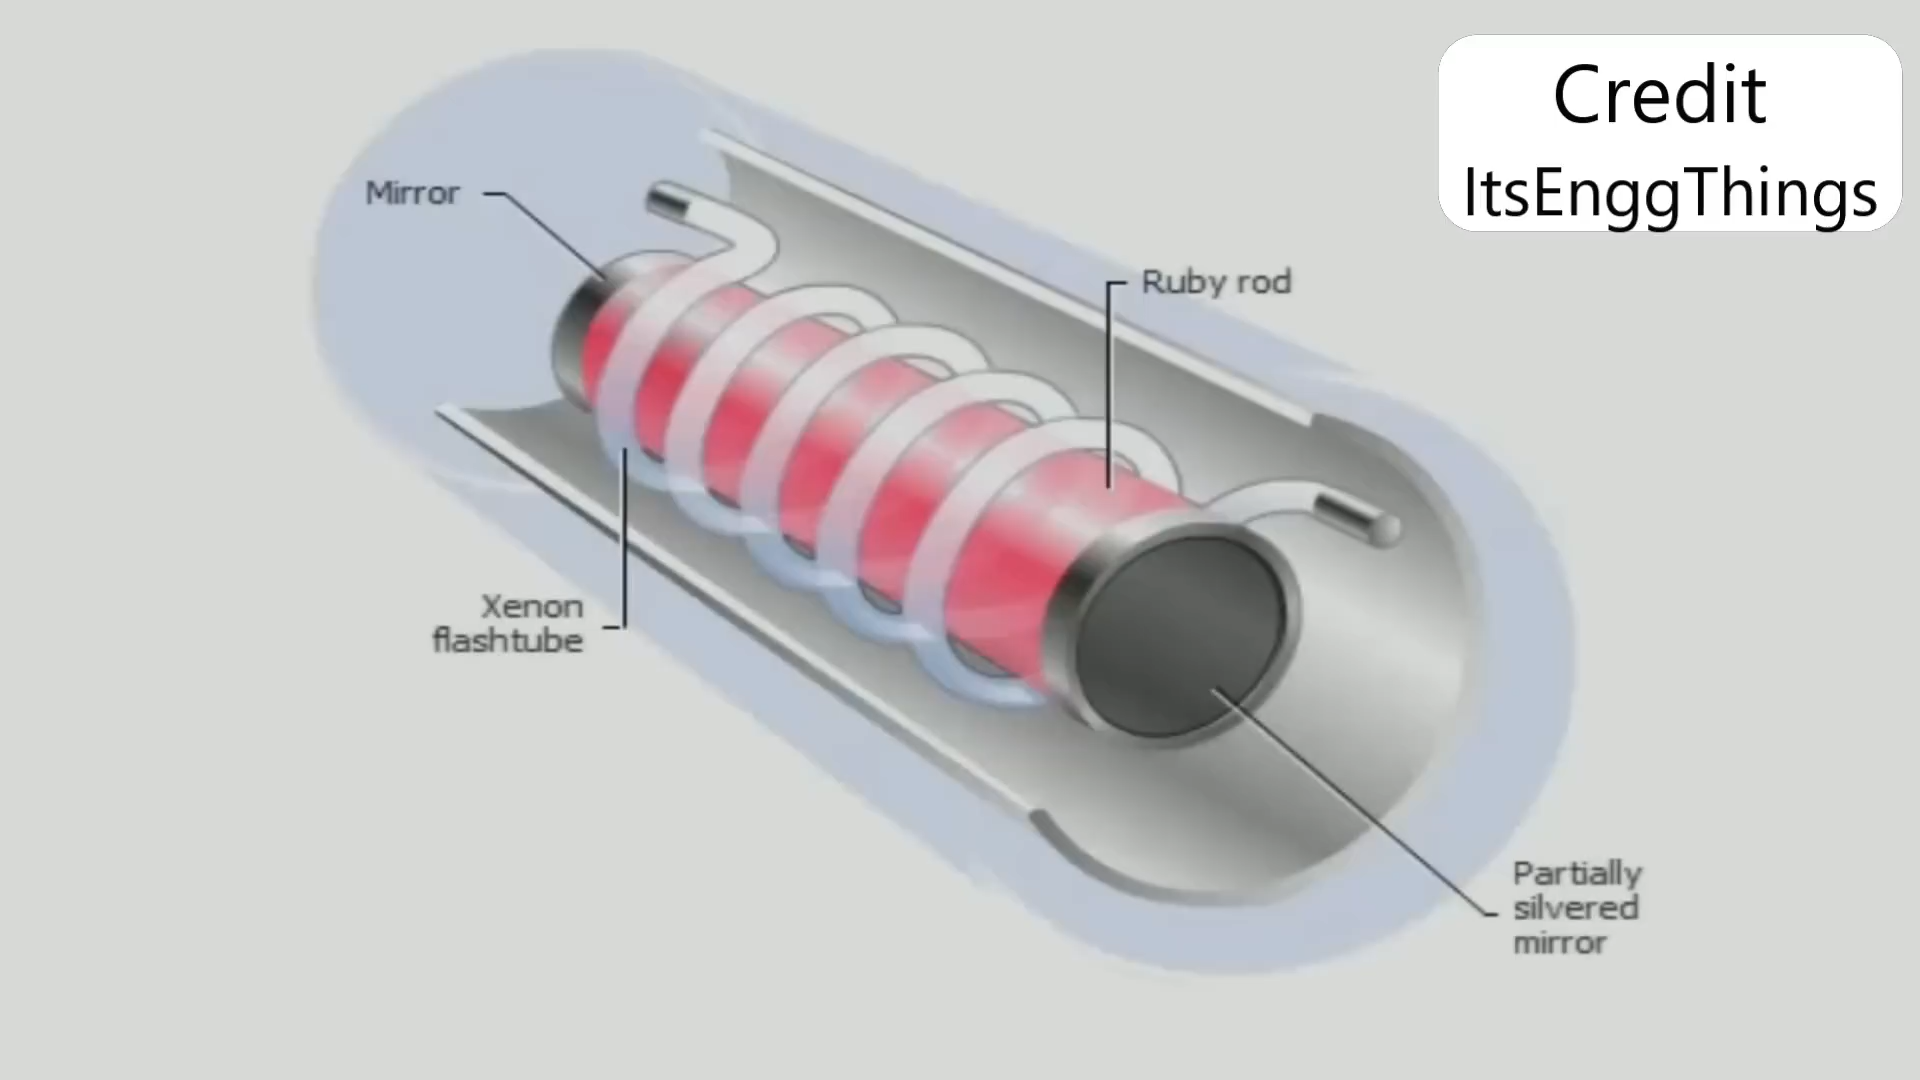 Credit
ItsEnggThings
Mirror
Ruby rod
Xenon
flashtube
Partially
silvered
mirror